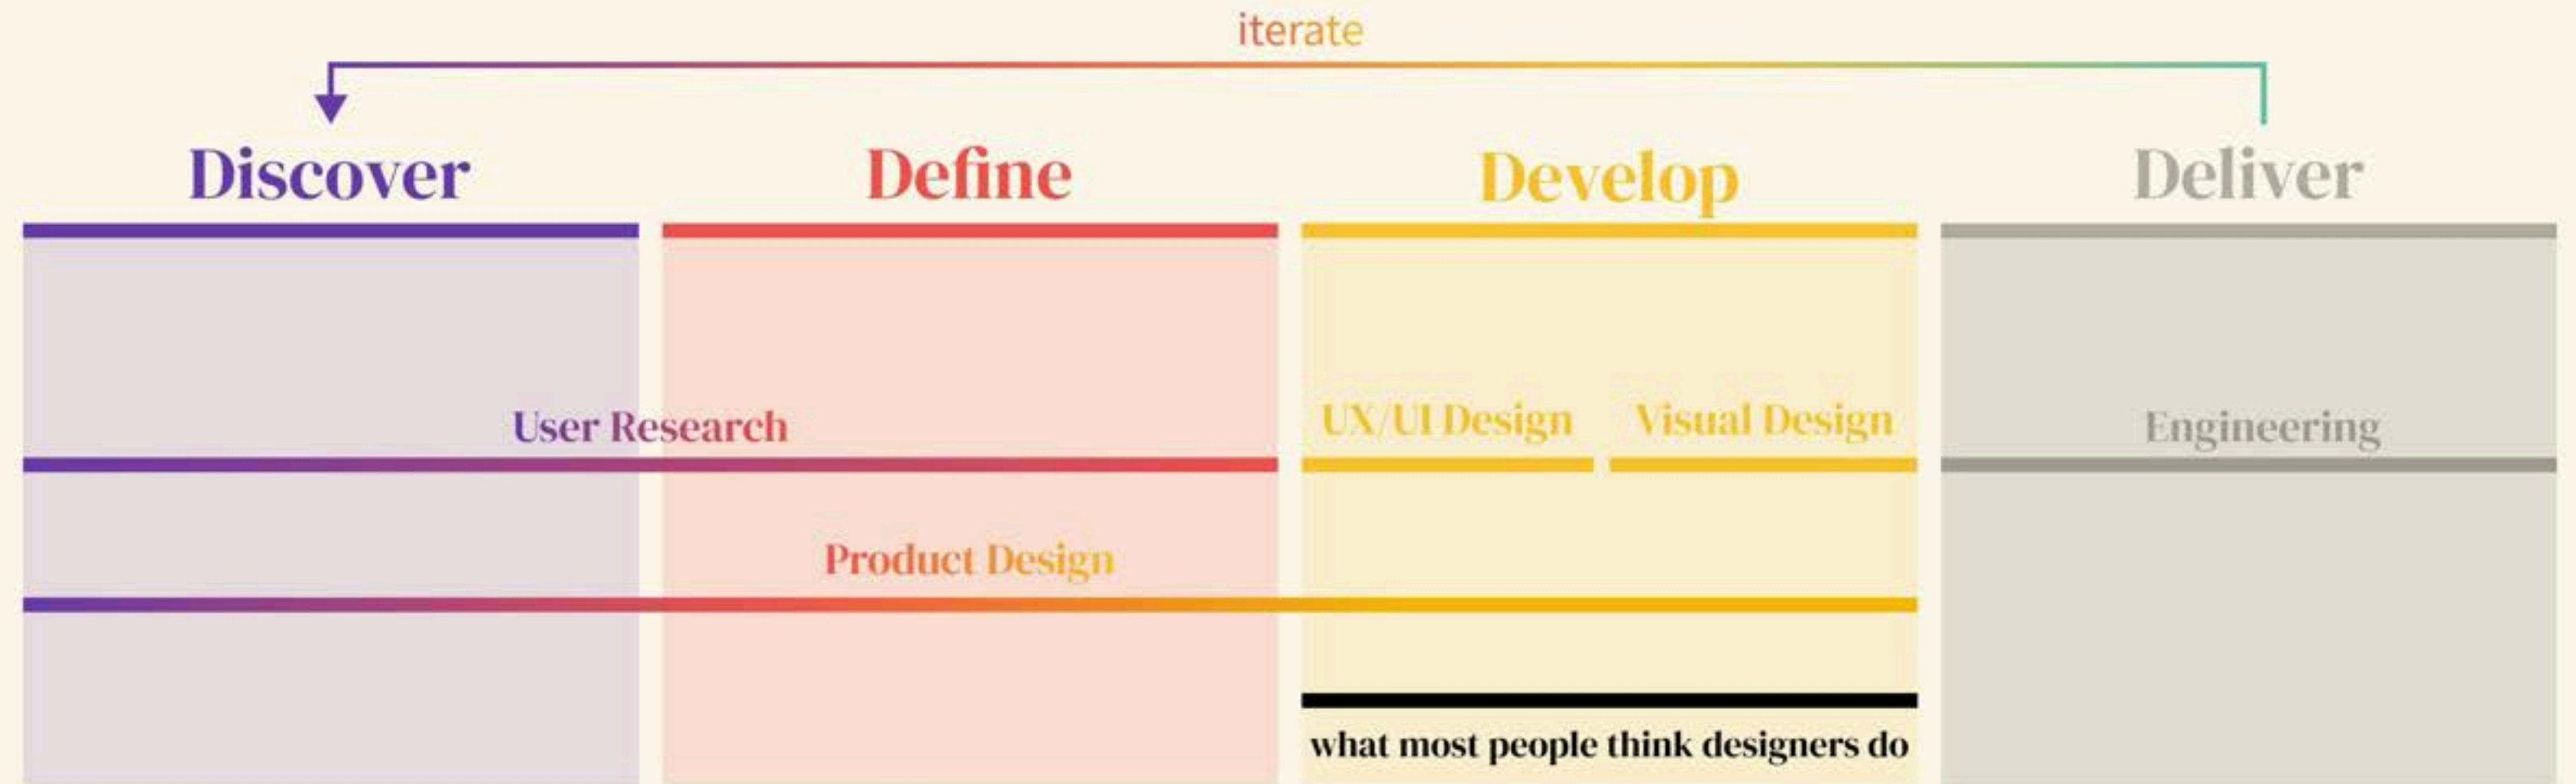 iterate
Discover
Define
Develop
Deliver
User Research
UX/UI Design
Visual Design
Engineering
Product Design
what most people think designers do